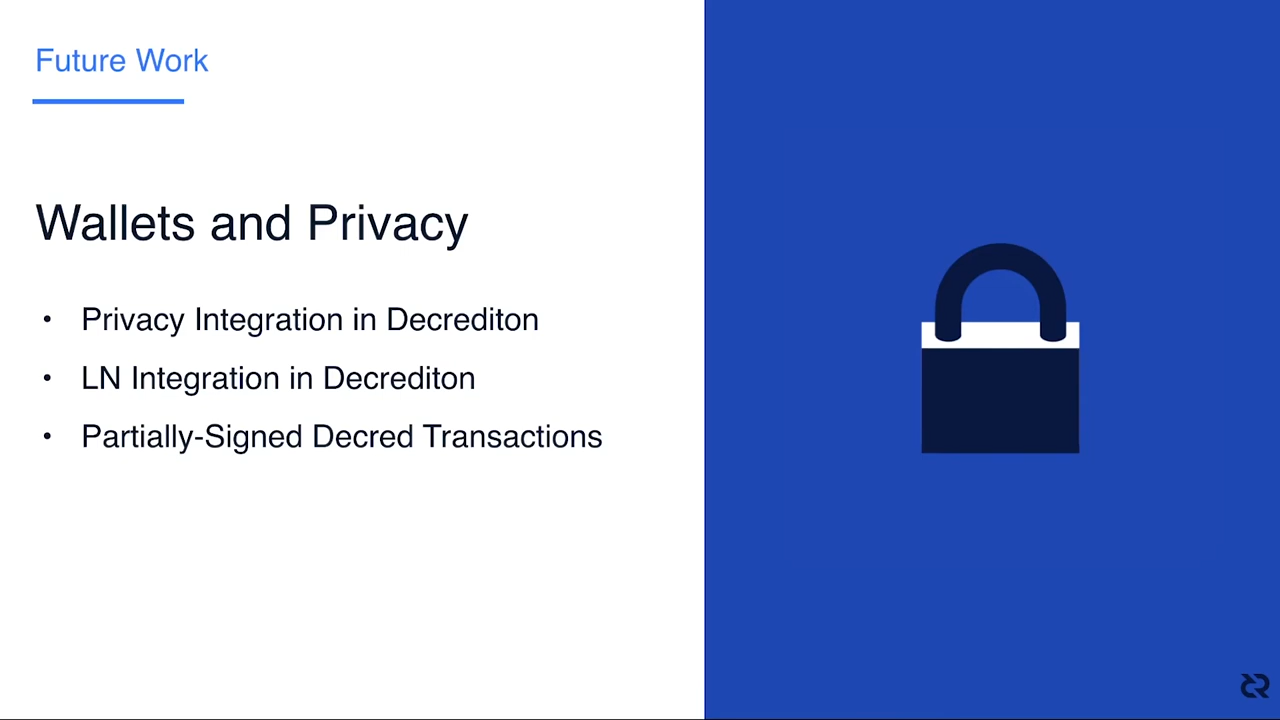 Future Work
Wallets and Privacy
• Privacy Integration in Decrediton
• LN Integration in Decrediton
• Partially-Signed Decred Transactions